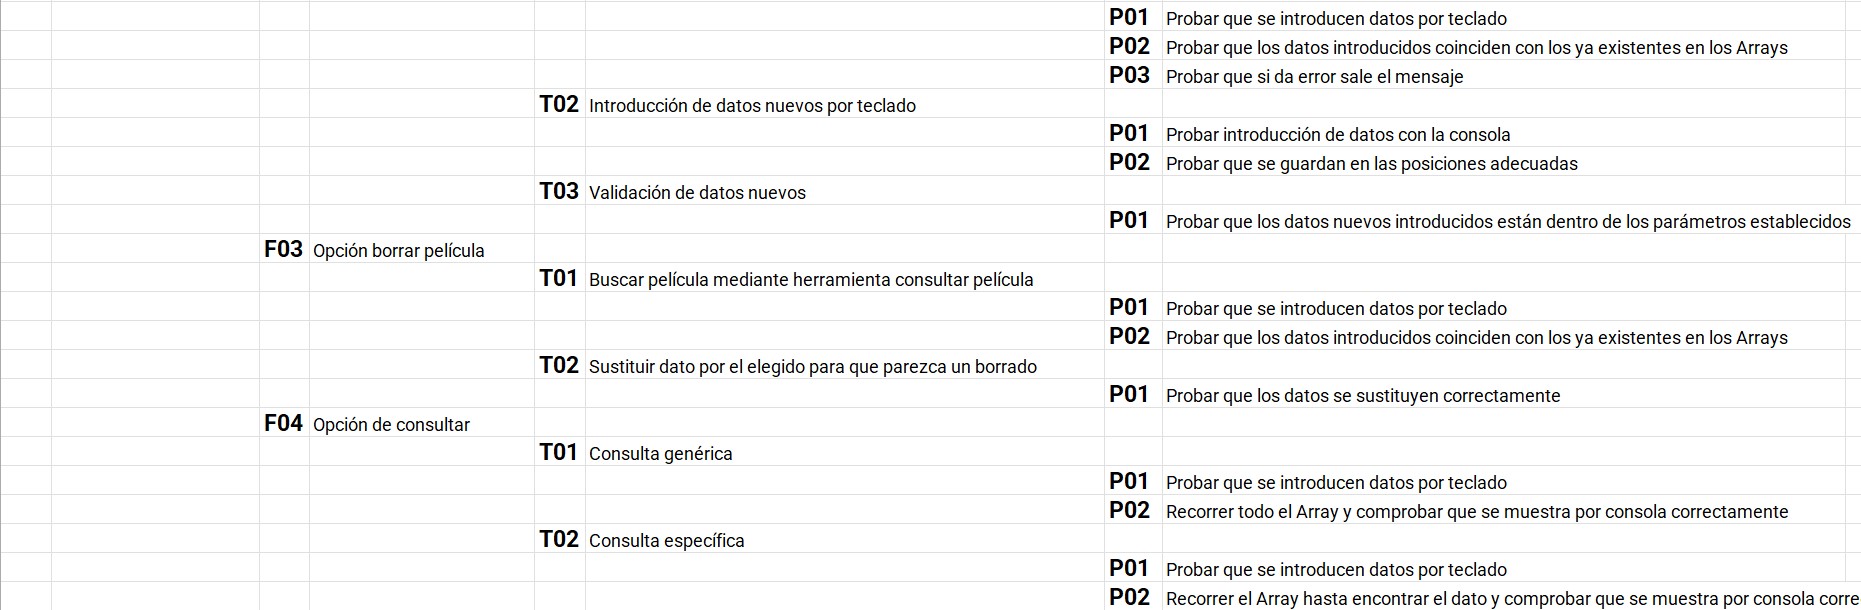 P01 Probar que se introducen datos por teclado
P02 Probar que los datos introducidos coinciden con los ya existentes en los Arrays
P03 Probar que si da error sale el mensaje
T02 Introducción de datos nuevos por teclado
P01 Probar introducción de datos con la consola
P02 Probar que se guardan en las posiciones adecuadas
T03 Validación de datos nuevos
P01 Probar que los datos nuevos introducidos están dentro de los parámetros establecidos
F03 Opción borrar película
T01 Buscar película mediante herramienta consultar película
P01 Probar que se introducen datos por teclado
P02 Probar que los datos introducidos coinciden con los ya existentes en los Arrays
T02 Sustituir dato por el elegido para que parezca un borrado
P01 Probar que los datos se sustituyen correctamente
F04 Opción de consultar
T01 Consulta genérica
P01 Probar que se introducen datos por teclado
P02 Recorrer todo el Array y comprobar que se muestra por consola correctamente
T02 Consulta específica
P01 Probar que se introducen datos por teclado
P02 Recorrer el Array hasta encontrar el dato y comprobar que se muestra por consola corre